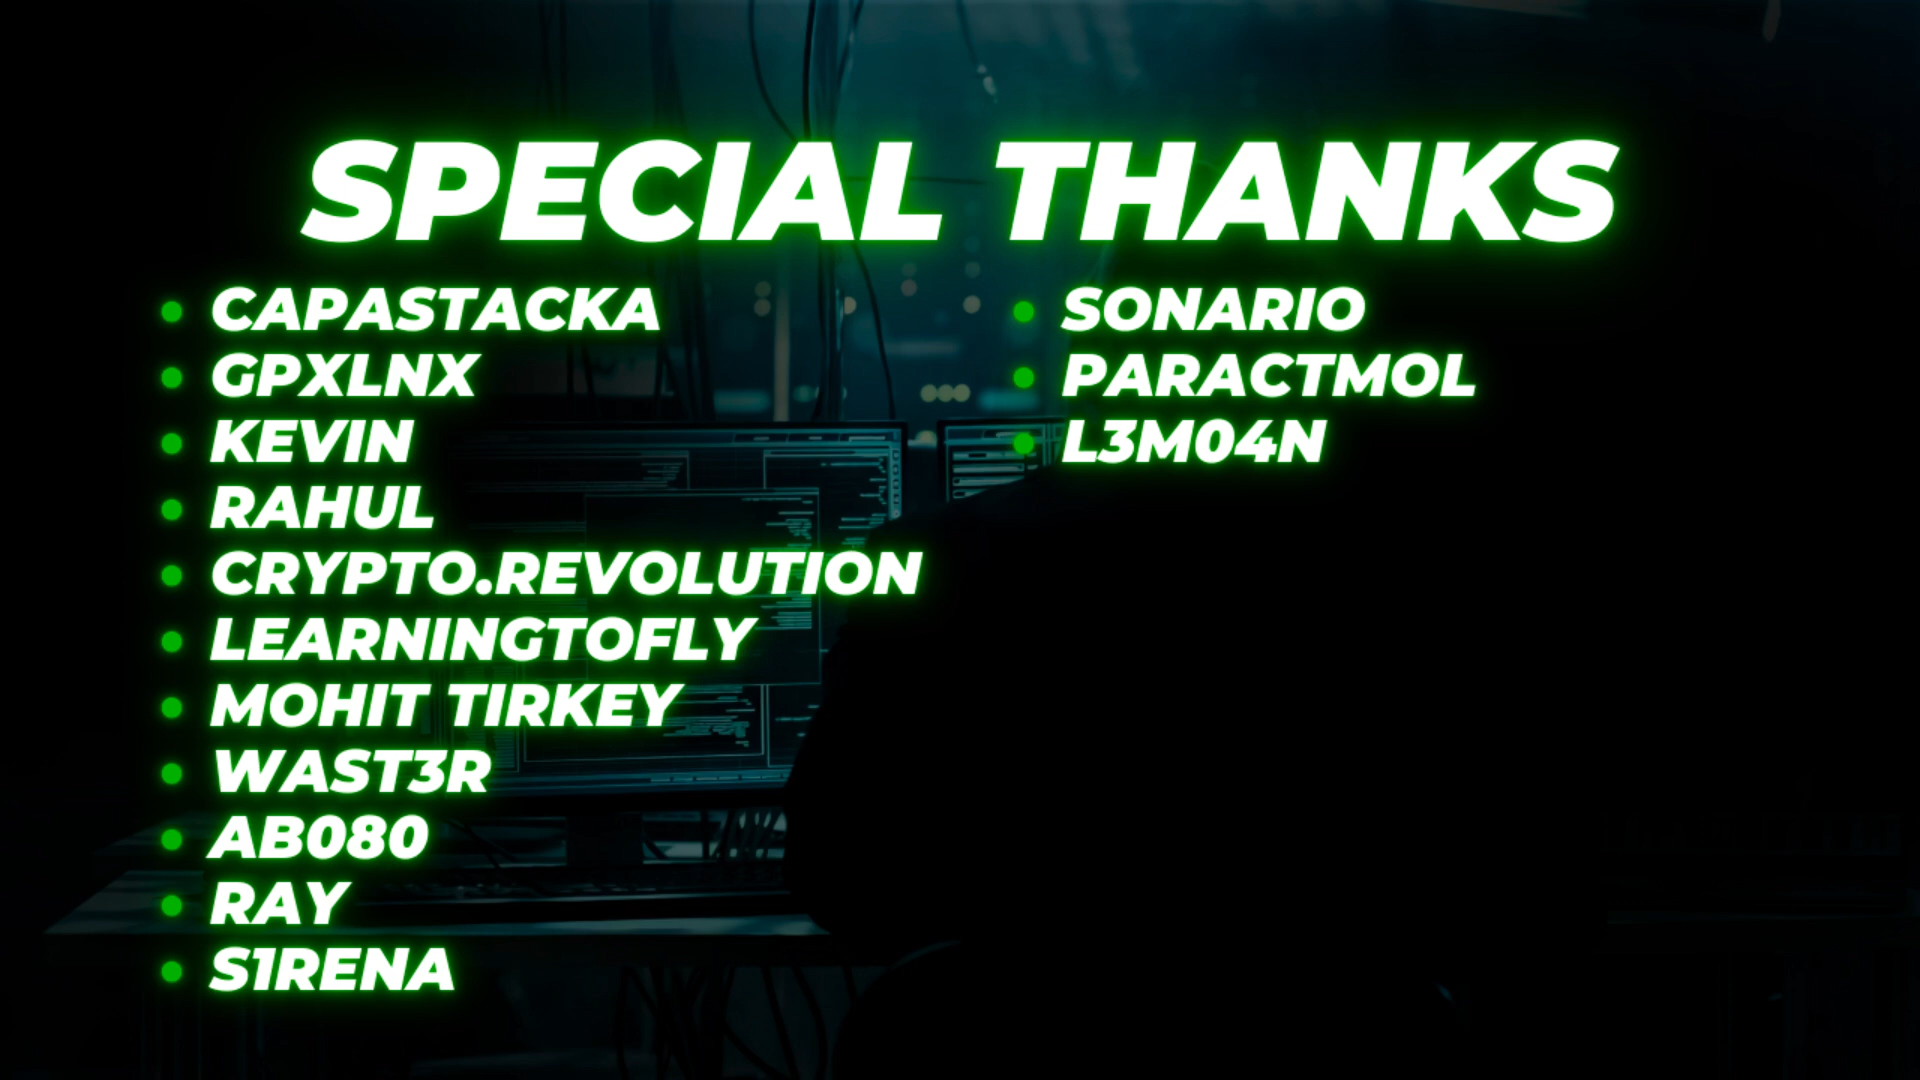 SPECIAL THANKS
CAPASTACKA
GPXLNX
KEVIN
RAHUL
CRYPTO.REVOLUTION
LEARNINGTOFLY
MOHIT TIRKEY
WAST3R
AB080
RAY
S1RENA
SONARIO
PARACTMOL
L3M04N